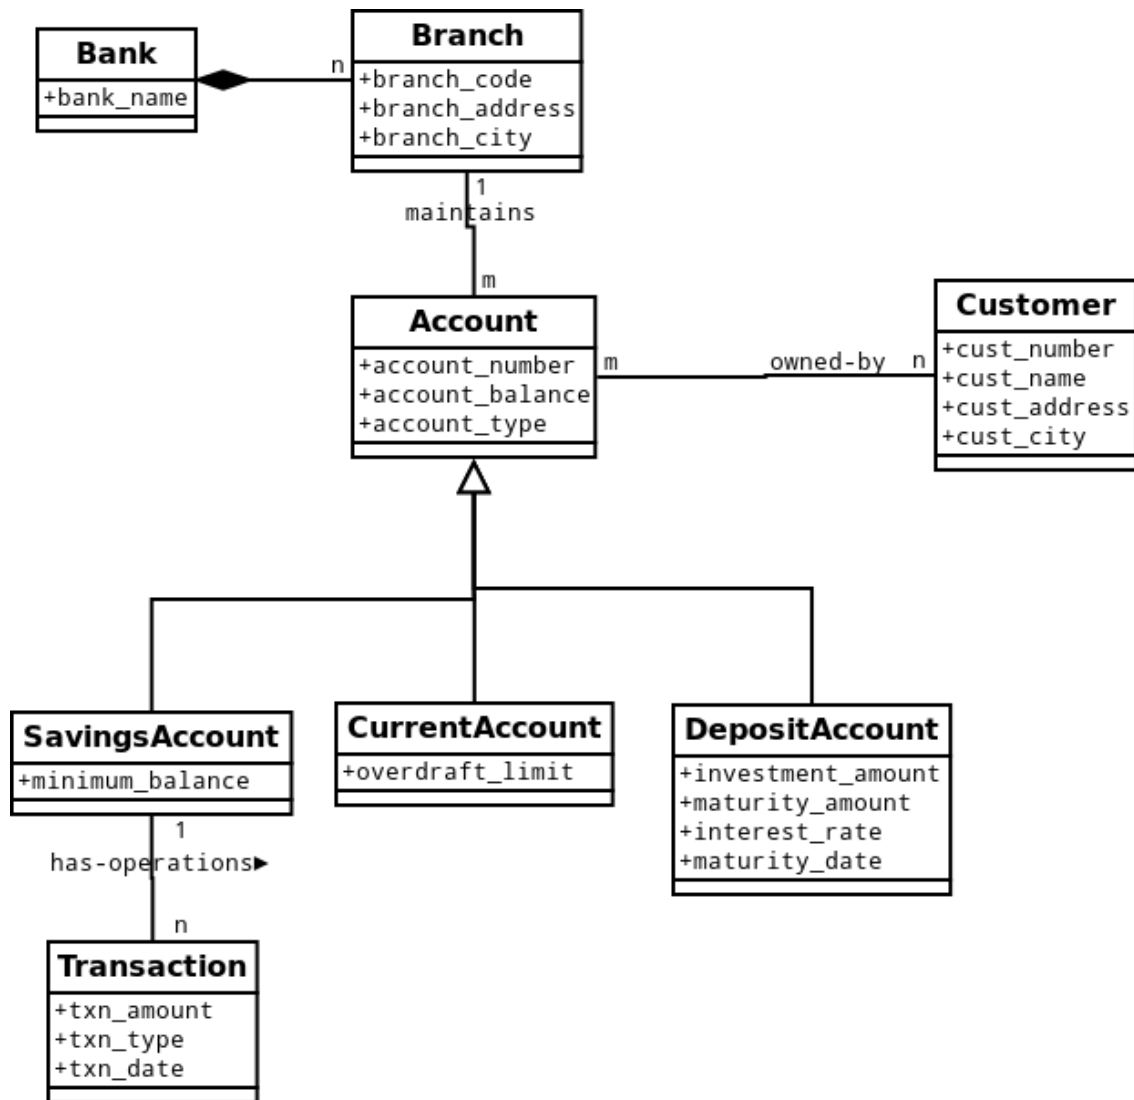 Bank
+bank_name
n
Branch
+branch_code
+branch_address
+branch_city
1
maintains
m
Account
+account_number
+account_balance
+account_type
m
owned-by
n
Customer
+cust_number
+cust_name
+cust_address
+cust_city
SavingsAccount
+minimum_balance
CurrentAccount
+overdraft_limit
DepositAccount
+investment_amount
+maturity_amount
+interest_rate
+maturity_date
1
has-operations►
n
Transaction
+txn_amount
+txn_type
+txn_date